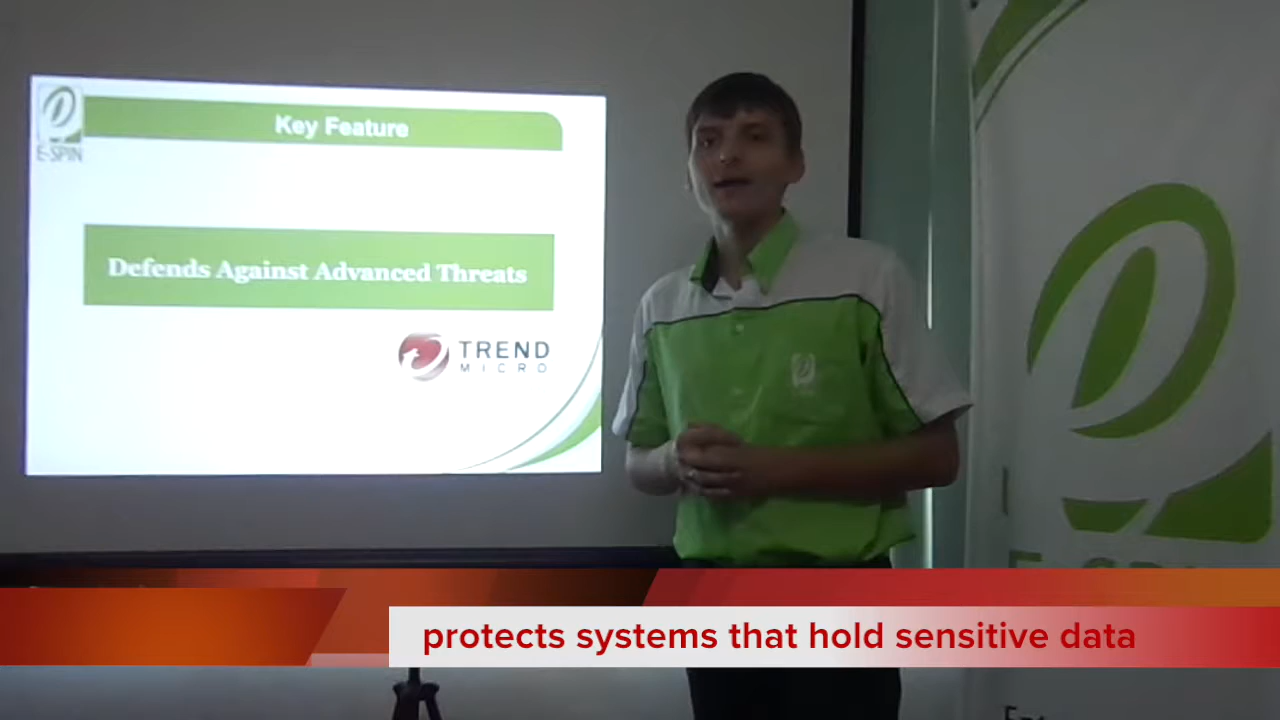 E-SPIN
Key Feature
Defends Against Advanced Threats
TREND
MICRO
protects systems that hold sensitive data